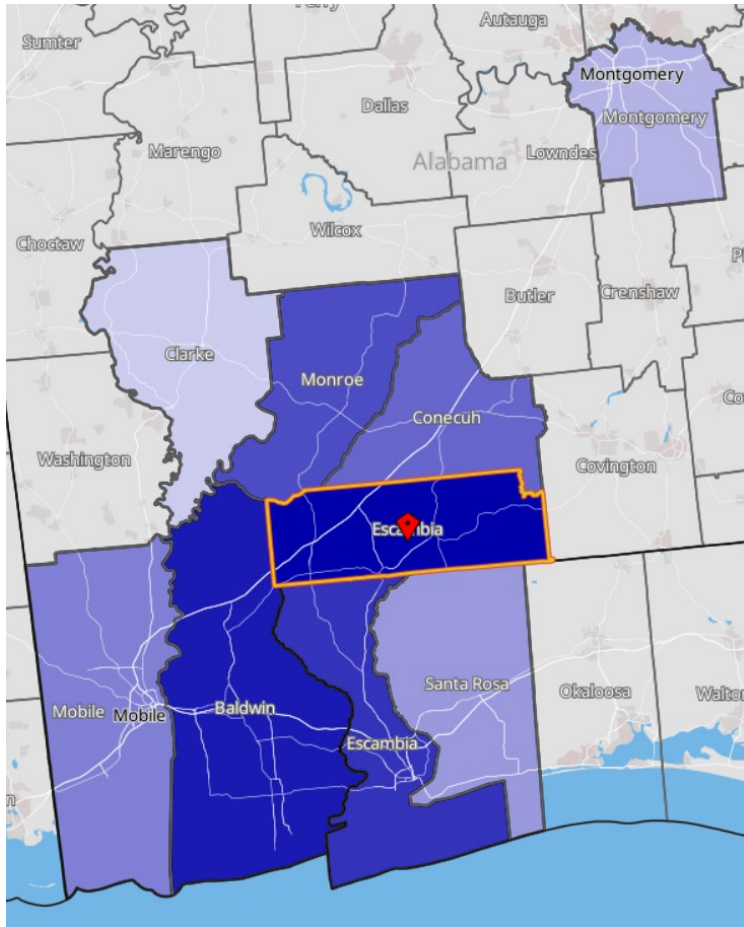 Perry
Autauga
Sumter
Montgomery
Dallas
Montgomery
Marengo
Alabama
Lowndes
Wilcox
Choctaw
Butler
Crenshaw
Clarke
Monroe
Conecuh
Washington
Covington
Escambia
Santa Rosa
Okaloosa
Walton
Mobile
Mobile
Baldwin
Escambia